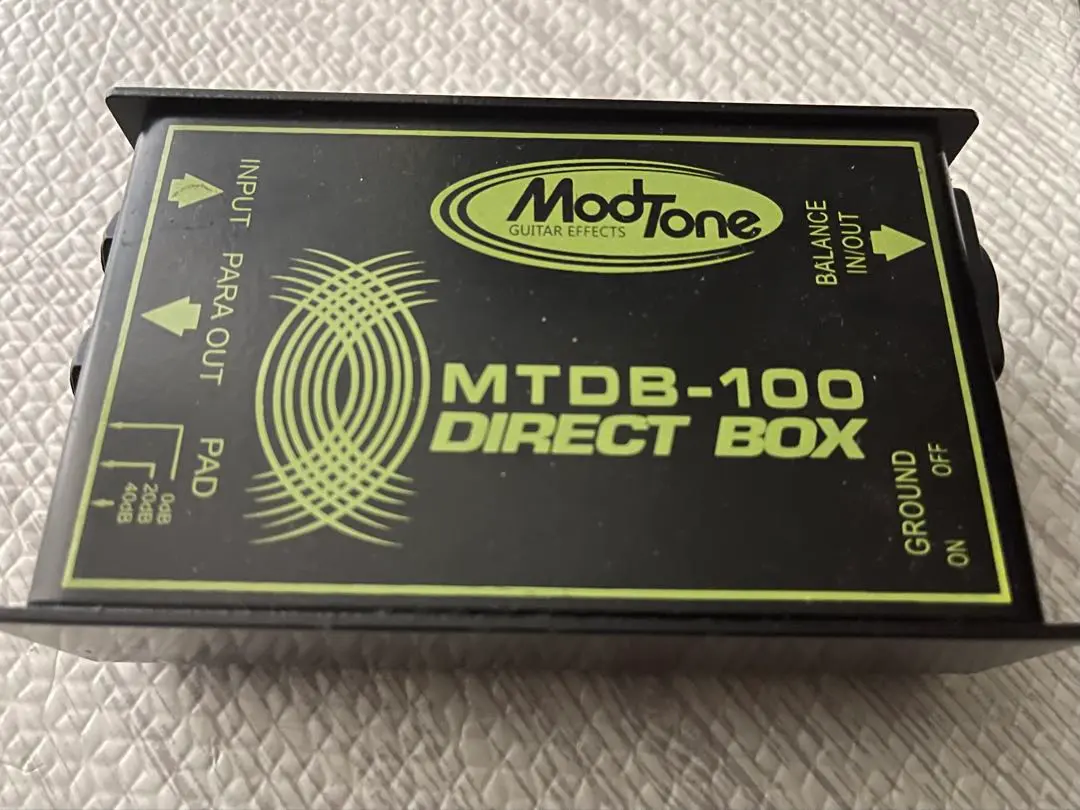 INPUT
PARA OUT
PAD
0dB
20dB
40dB
ModTone
GUITAR EFFECTS
MTDB-100
DIRECT BOX
BALANCE
IN/OUT
GROUND
OFF
ON